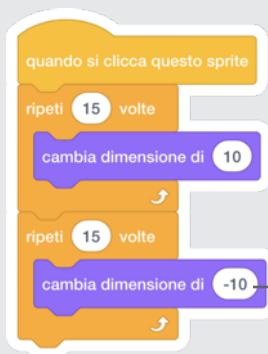 quando si clicca questo sprite
ripeti 15 volte
cambia dimensione di 10
ripeti 15 volte
cambia dimensione di -10